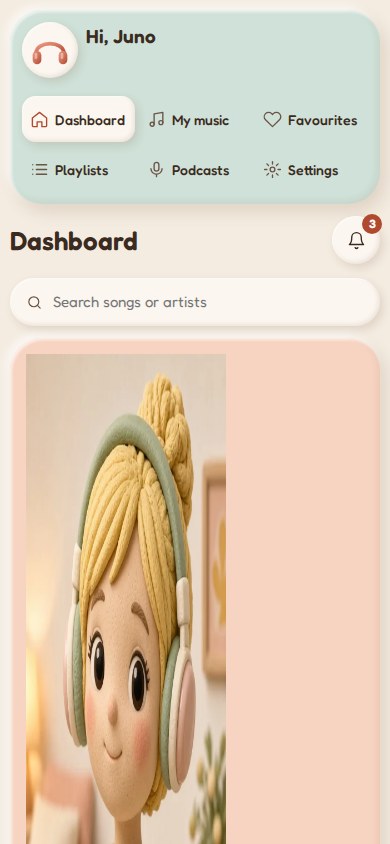 Hi, Juno
Dashboard
My music
Favourites
Playlists
Podcasts
Settings
Dashboard
3
Search songs or artists